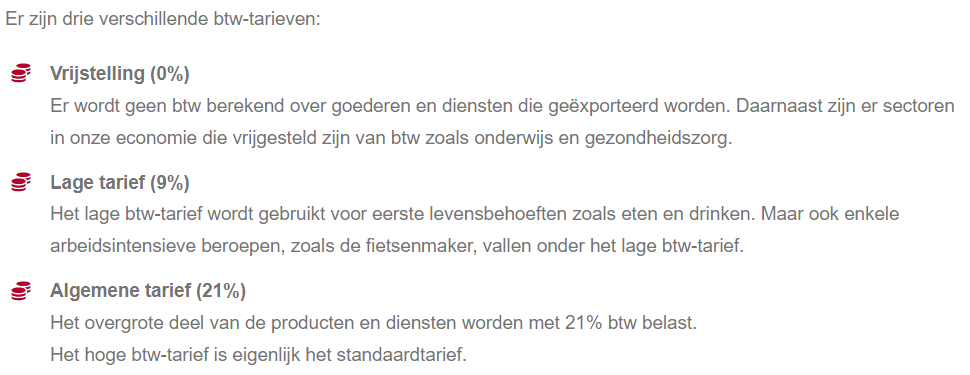 Er zijn drie verschillende btw-tarieven:
Vrijstelling (0%)
Er wordt geen btw berekend over goederen en diensten die geëxporteerd worden. Daarnaast zijn er sectoren
in onze economie die vrijgesteld zijn van btw zoals onderwijs en gezondheidszorg.
Lage tarief (9%)
Het lage btw-tarief wordt gebruikt voor eerste levensbehoeften zoals eten en drinken. Maar ook enkele
arbeidsintensieve beroepen, zoals de fietsenmaker, vallen onder het lage btw-tarief.
Algemene tarief (21%)
Het overgrote deel van de producten en diensten worden met 21% btw belast.
Het hoge btw-tarief is eigenlijk het standaardtarief.